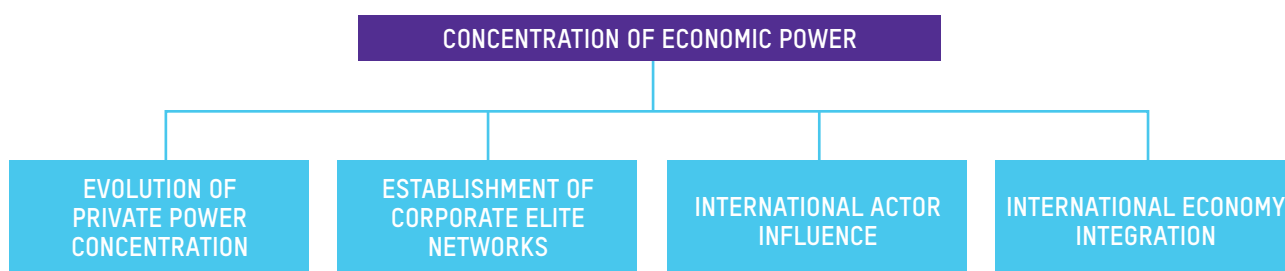 CONCENTRATION OF ECONOMIC POWER
EVOLUTION OF
PRIVATE POWER
CONCENTRATION
ESTABLISHMENT OF
CORPORATE ELITE
NETWORKS
INTERNATIONAL ACTOR
INFLUENCE
INTERNATIONAL ECONOMY
INTEGRATION